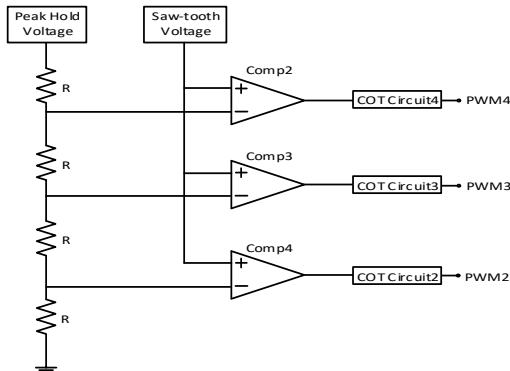 Peak Hold
Voltage
Saw-tooth
Voltage
R
Comp2
+
−
COT Circuit4
PWM4
R
Comp3
+
−
COT Circuit3
PWM3
R
Comp4
+
−
COT Circuit2
PWM2
R